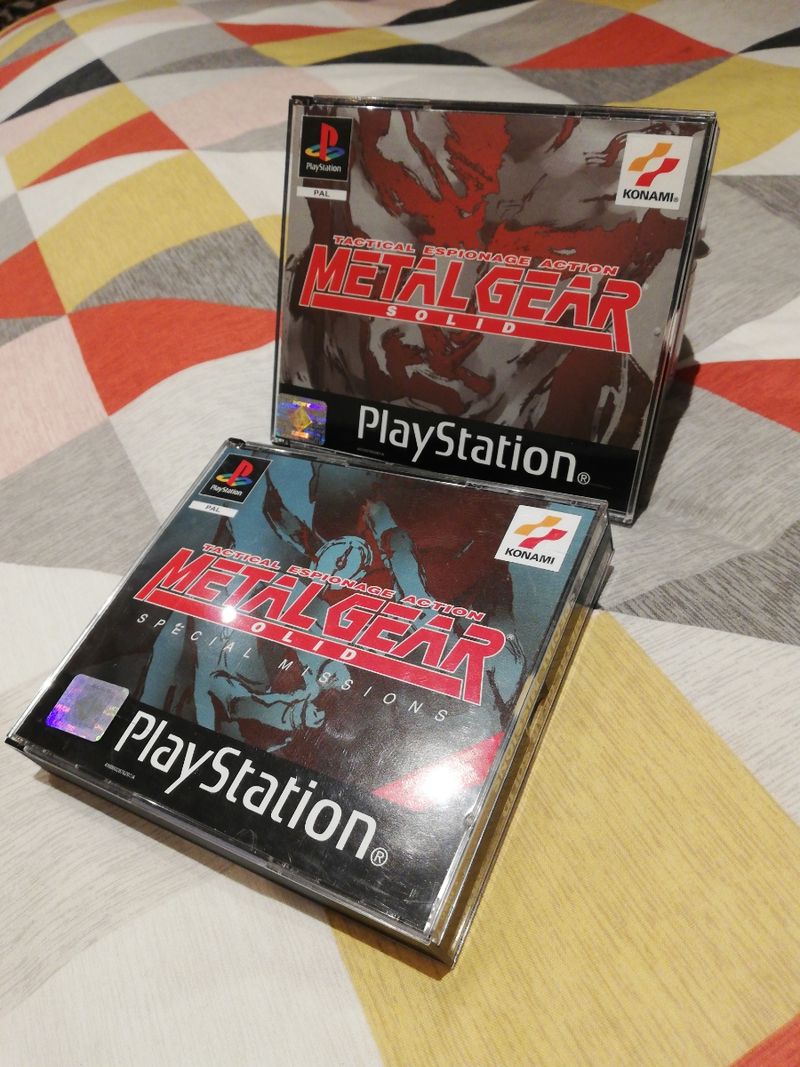 PlayStation
PAL
KONAMI®
TACTICAL ESPIONAGE ACTION
METAL GEAR
SOLID
SONY
PlayStation®
PlayStation
PAL
KONAMI
TACTICAL ESPIONAGE ACTION
METAL GEAR
SOLID
SPECIAL MISSIONS
PlayStation®